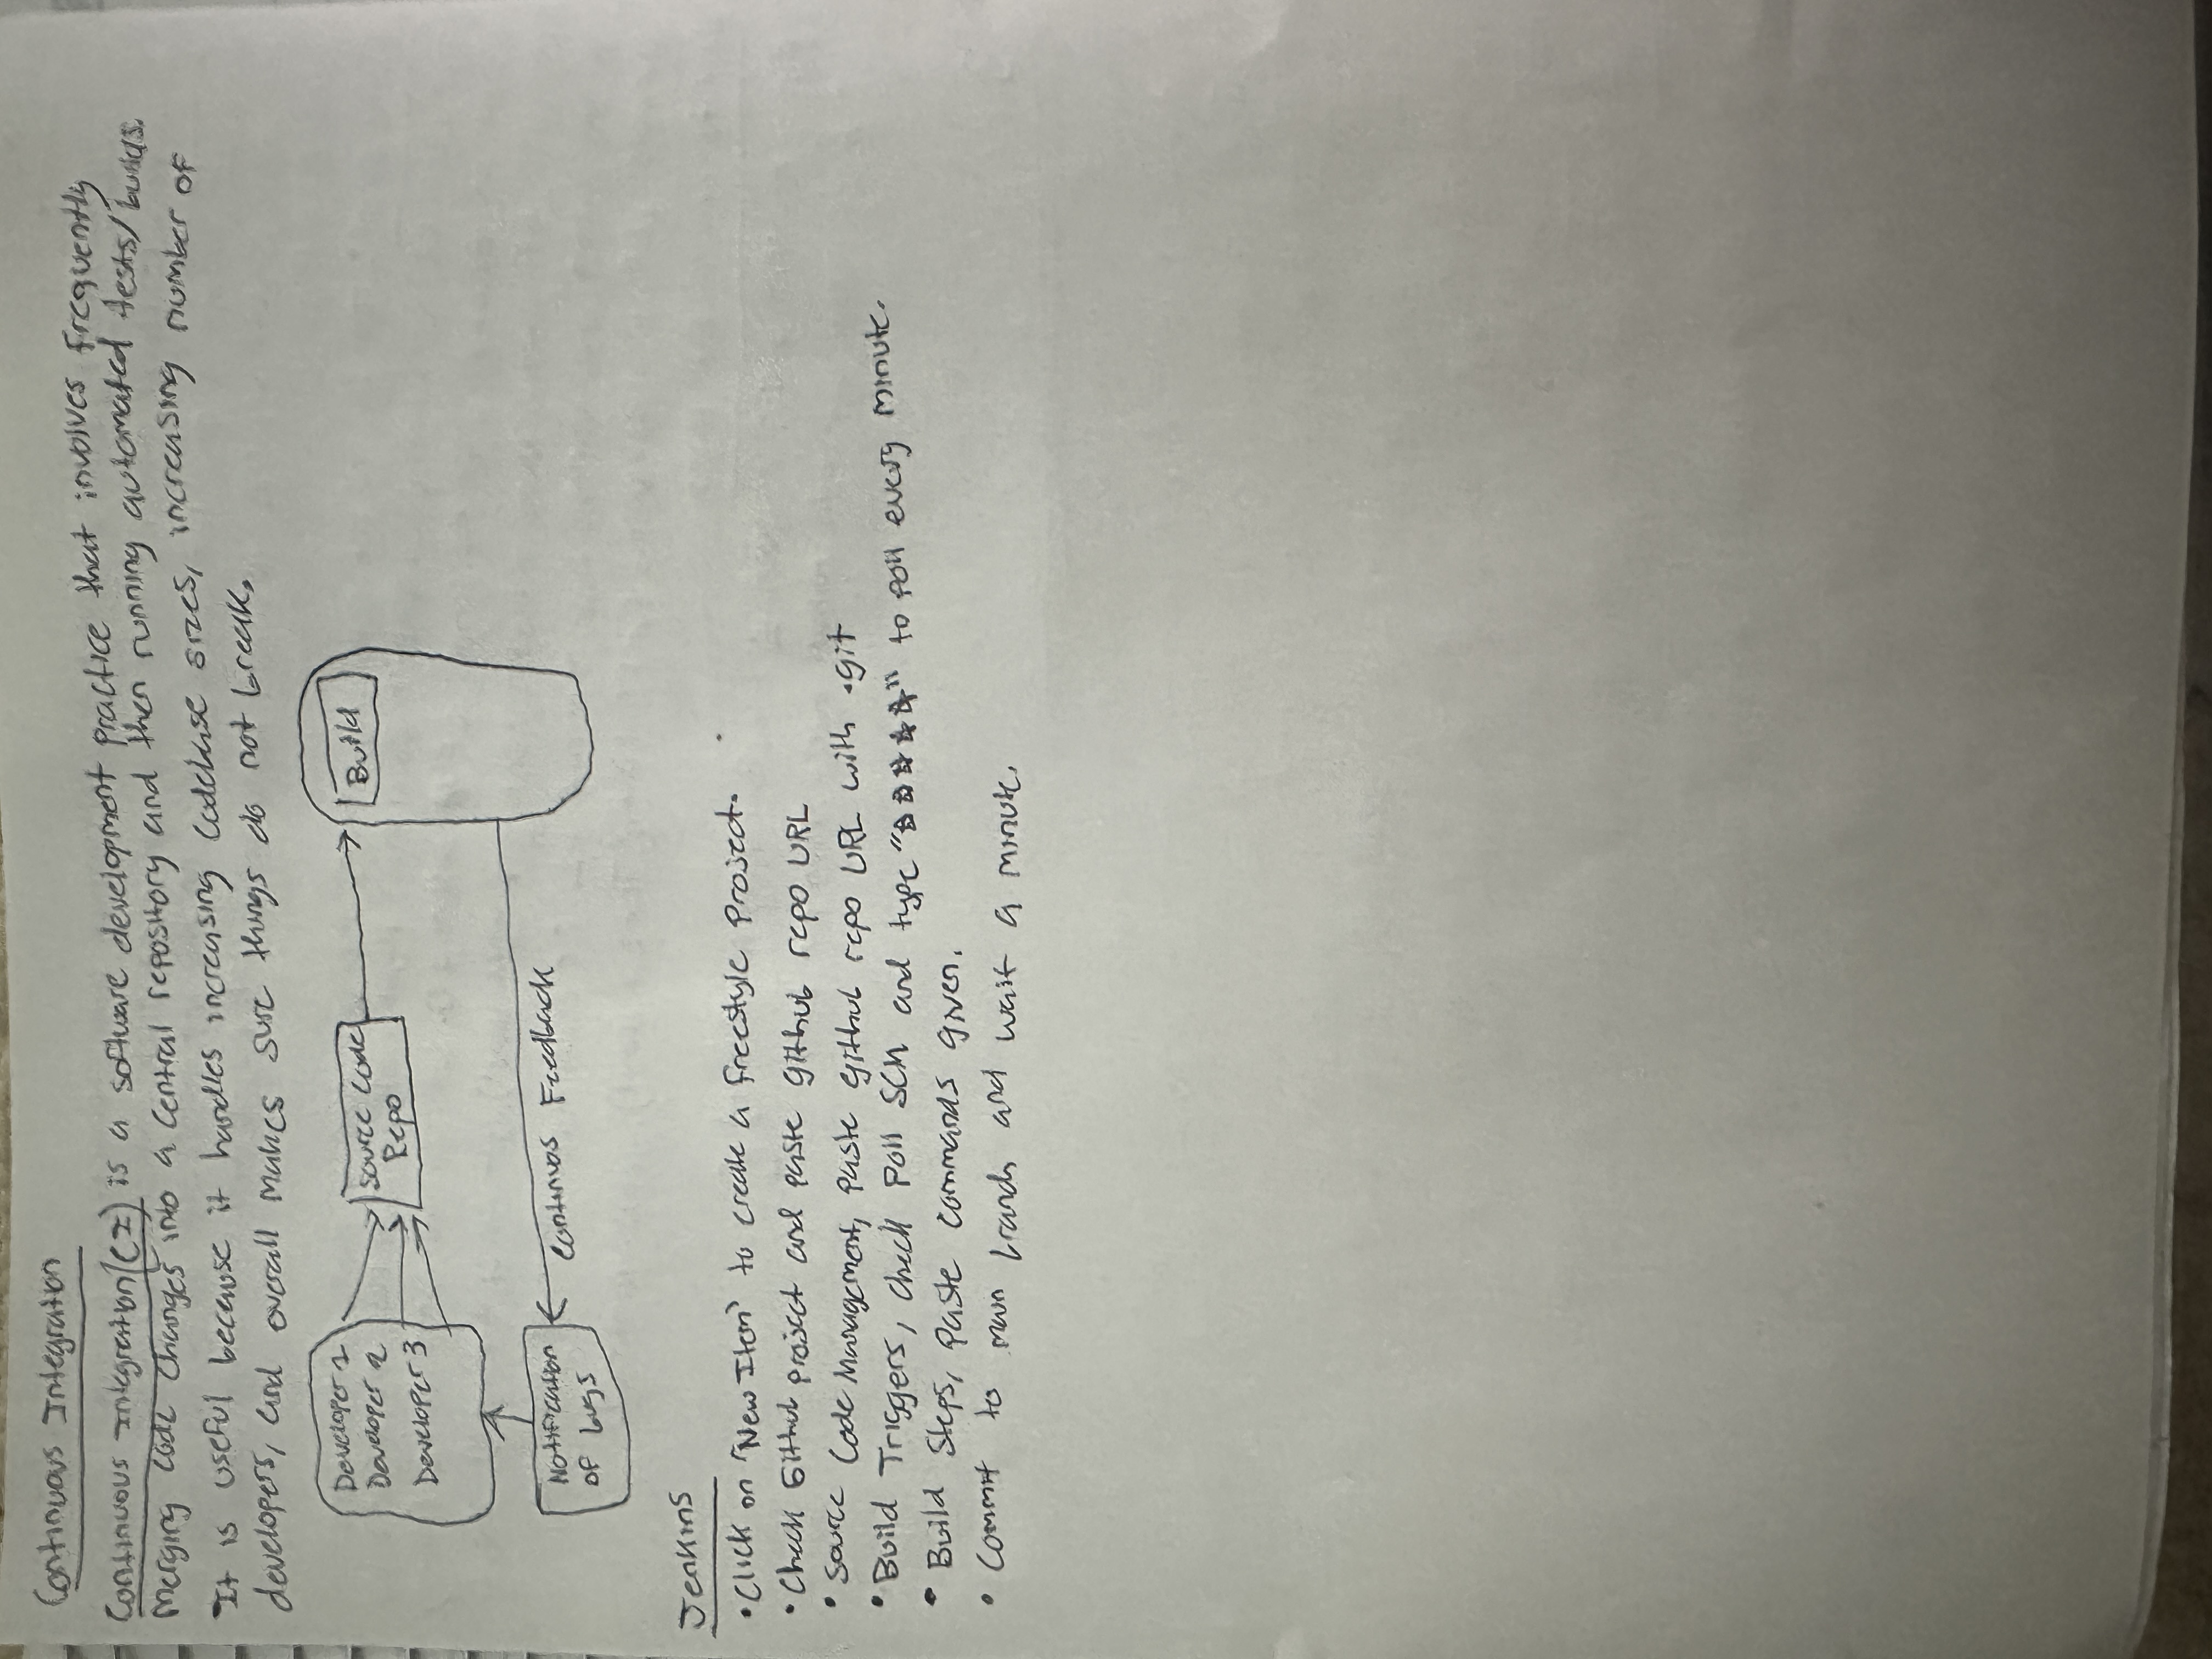 Continuous Integration
Continuous Integration (CI) is a software development practice that involves frequently
merging code changes into a central repository and then running automated tests/builds.
It is useful because it handles increasing codebase sizes, increasing number of
developers, and overall makes sure things do not break.
Developer 1
Developer 2
Developer 3
Source Code
Repo
Build
Notification
of bugs
Continuos Feedback
Jenkins
• Click on "New Item" to create a freestyle project.
• Check Github project and paste github repo URL
• Source Code Management, paste github repo URL with .git
• Build Triggers, check Poll SCM and type "* * * * *" to poll every minute.
• Build Steps, paste commands given.
• Commit to main branch and wait a minute.